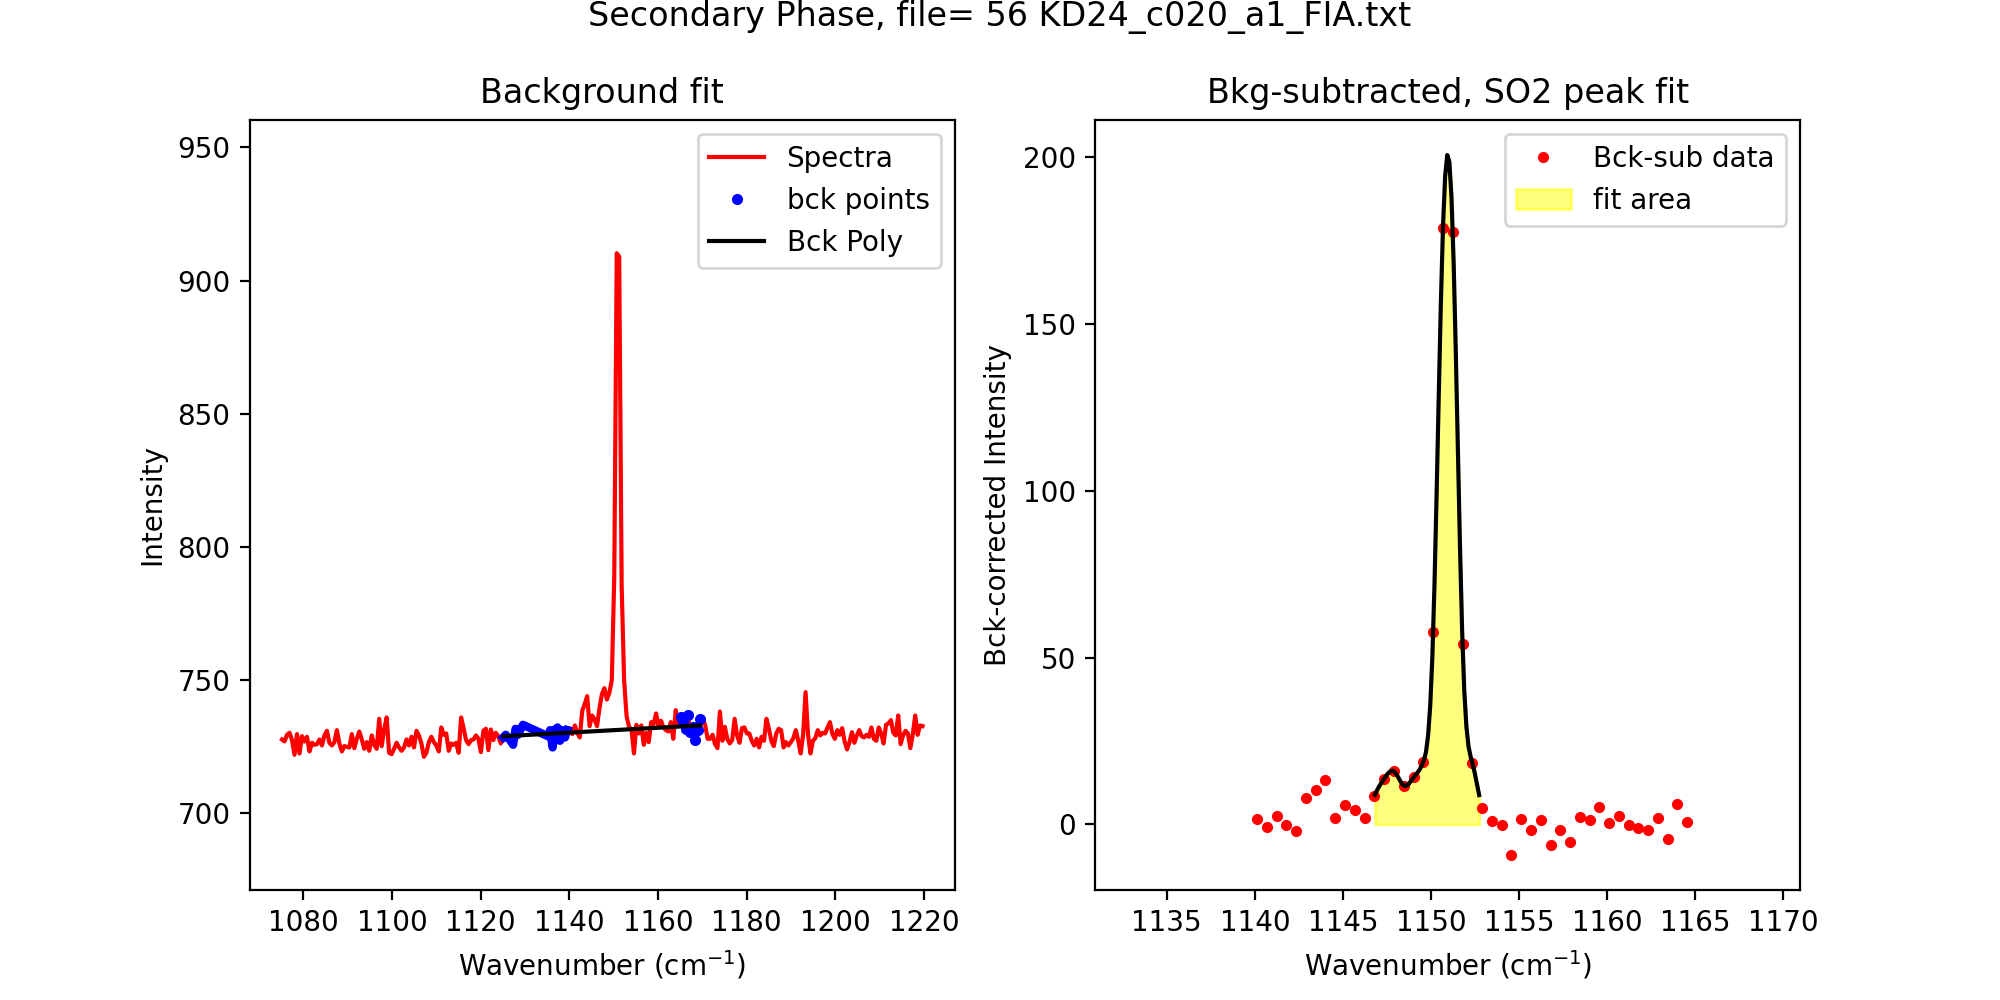 Secondary Phase, file= 56 KD24_c020_a1_FIA.txt
Background fit
950
900
850
800
750
700
Intensity
Spectra
bck points
Bck Poly
1080 1100 1120 1140 1160 1180 1200 1220
Wavenumber (cm⁻¹)
Bkg-subtracted, SO2 peak fit
200
150
100
50
0
Bck-corrected Intensity
Bck-sub data
fit area
1135 1140 1145 1150 1155 1160 1165 1170
Wavenumber (cm⁻¹)